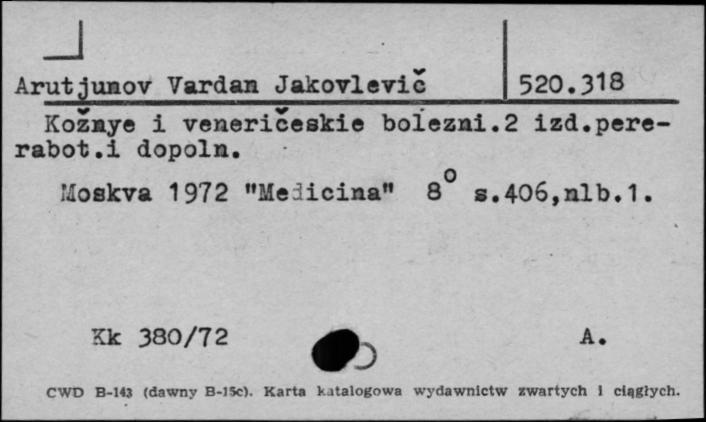 Arutjunov Vardan Jakovlevič 520.318
Kožnye i veneričeskie bolezni.2 izd.pere-
rabot.i dopoln.
Moskva 1972 "Medicina" 8° s.406,nlb.1.
Kk 380/72 A.
CWD B-143 (dawny B-15c). Karta katalogowa wydawnictw zwartych i ciągłych.